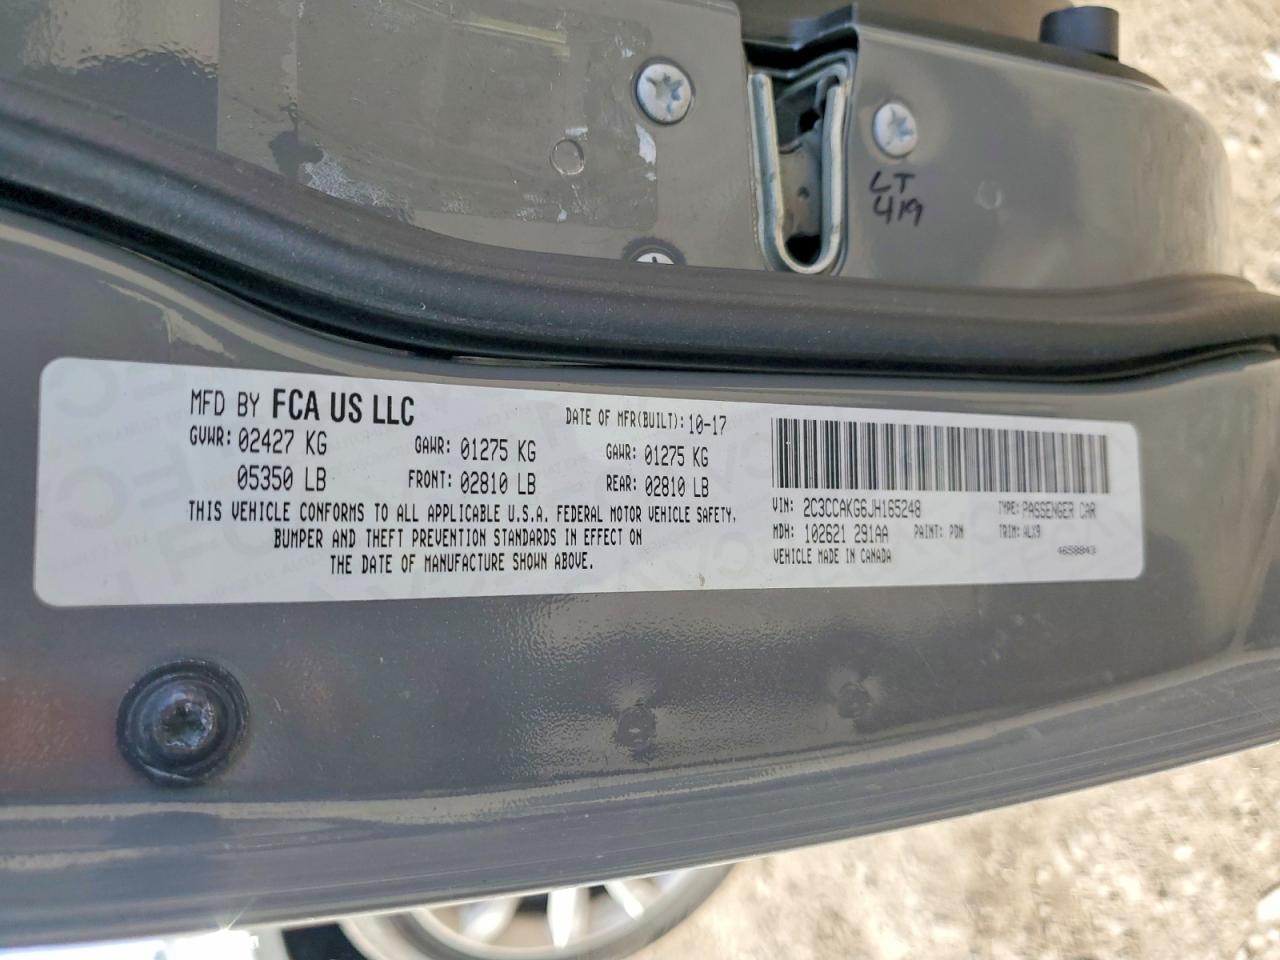 LT
419
MFD BY FCA US LLC DATE OF MFR(BUILT): 10-17
GVWR: 02427 KG GAWR: 01275 KG GAWR: 01275 KG
05350 LB FRONT: 02810 LB REAR: 02810 LB
THIS VEHICLE CONFORMS TO ALL APPLICABLE U.S.A. FEDERAL MOTOR VEHICLE SAFETY,
BUMPER AND THEFT PREVENTION STANDARDS IN EFFECT ON
THE DATE OF MANUFACTURE SHOWN ABOVE.
VIN: 2C3CCAKG6JH165248 TYPE: PASSENGER CAR
MDH: 102621 291AA PAINT: PDN TRIM: ALX9
VEHICLE MADE IN CANADA 4658843